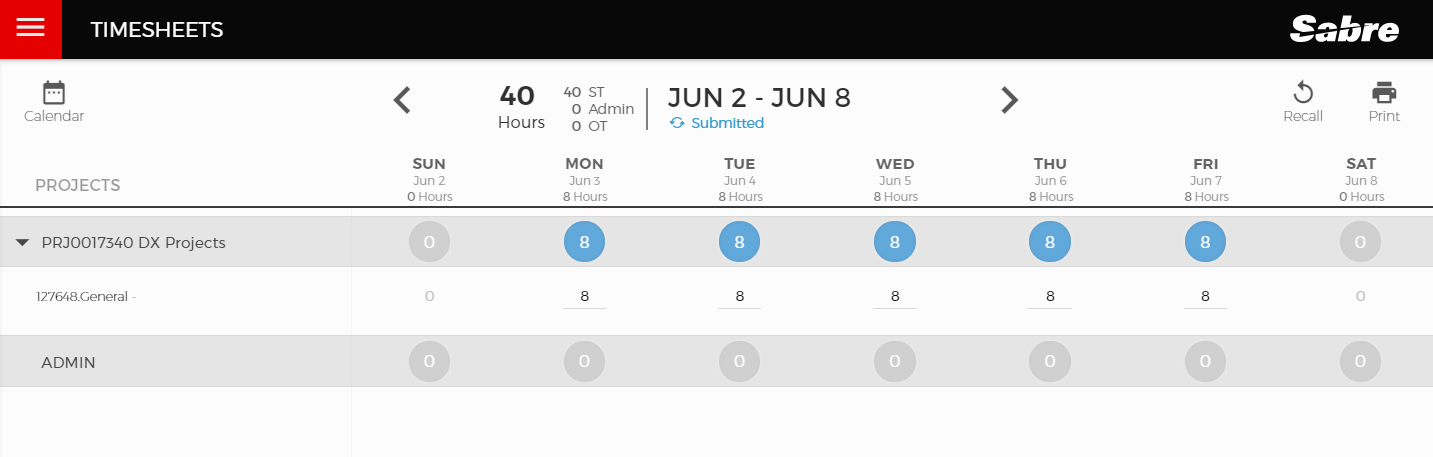 TIMESHEETS
Sabre
Calendar
40
Hours
40 ST
0 Admin
0 OT
JUN 2 - JUN 8
Submitted
Recall
Print
PROJECTS
SUN MON TUE WED THU FRI SAT
Jun 2 Jun 3 Jun 4 Jun 5 Jun 6 Jun 7 Jun 8
0 Hours 8 Hours 8 Hours 8 Hours 8 Hours 8 Hours 0 Hours
PRJ0017340 DX Projects 0 8 8 8 8 8 0
127648.General - 0 8 8 8 8 8 0
ADMIN 0 0 0 0 0 0 0